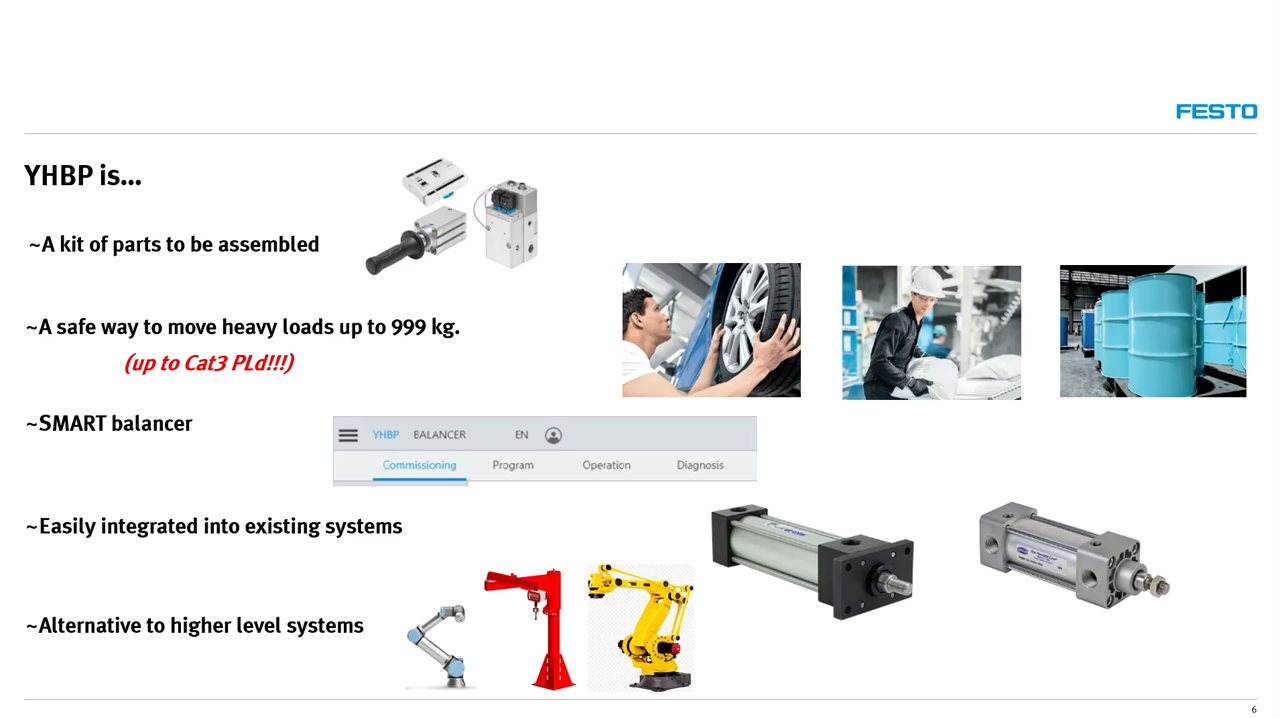 FESTO
YHBP is...
~A kit of parts to be assembled
~A safe way to move heavy loads up to 999 kg.
(up to Cat3 PLd!!!)
~SMART balancer
YHBP BALANCER EN
Commissioning Program Operation Diagnosis
~Easily integrated into existing systems
~Alternative to higher level systems
6